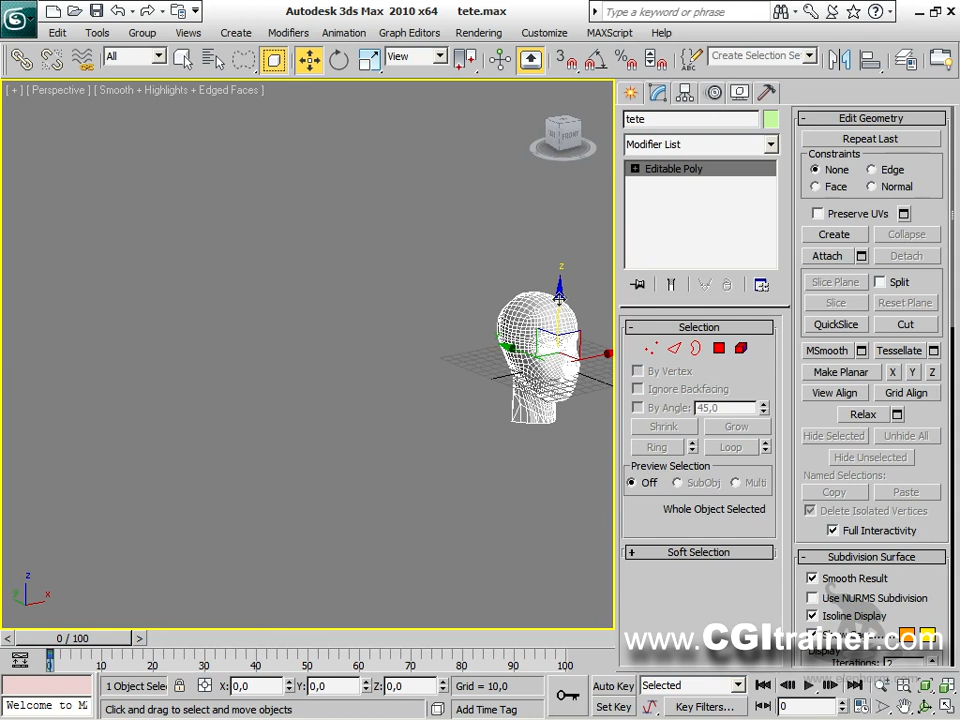 Autodesk 3ds Max 2010 x64 tete.max
Type a keyword or phrase
Edit Tools Group Views Create Modifiers Animation Graph Editors Rendering Customize MAXScript Help
All View 3 Create Selection Se
[ + ] [ Perspective ] [ Smooth + Highlights + Edged Faces ]
FRONT
z
z
x
y
tete
Modifier List
Editable Poly
Selection
By Vertex
Ignore Backfacing
By Angle: 45,0
Shrink Grow
Ring Loop
Preview Selection
Off SubObj Multi
Whole Object Selected
Soft Selection
Edit Geometry
Repeat Last
Constraints
None Edge
Face Normal
Preserve UVs
Create Collapse
Attach Detach
Slice Plane Split
Slice Reset Plane
QuickSlice Cut
MSmooth Tessellate
Make Planar X Y Z
View Align Grid Align
Relax
Hide Selected Unhide All
Hide Unselected
Named Selections:
Copy Paste
Delete Isolated Vertices
Full Interactivity
Subdivision Surface
Smooth Result
Use NURMS Subdivision
Isoline Display
Display
Iterations: 2
www.CGItrainer.com
< 0 / 100 >
0 10 20 30 40 50 60 70 80 90 100
1 Object Sele X: 0,0 Y: 0,0 Z: 0,0 Grid = 10,0
Auto Key Selected
Welcome to M
Click and drag to select and move objects
Add Time Tag
Set Key Key Filters... 0